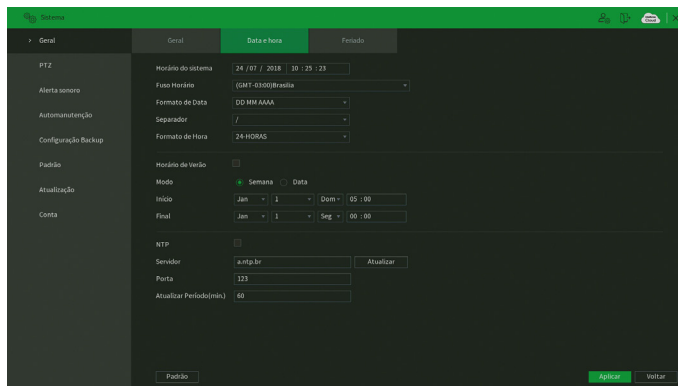 Sistema
Geral
PTZ
Alerta sonoro
Automanutenção
Configuração Backup
Padrão
Atualização
Conta
Geral Data e hora Feriado
Horário do sistema 24 /07 / 2018 10 : 25 : 23
Fuso Horário (GMT-03:00)Brasília
Formato de Data DD MM AAAA
Separador /
Formato de Hora 24-HORAS
Horário de Verão
Modo Semana Data
Início Jan 1 Dom 05 : 00
Final Jan 1 Seg 00 : 00
NTP
Servidor a.ntp.br Atualizar
Porta 123
Atualizar Período(min.) 60
Padrão Aplicar Voltar